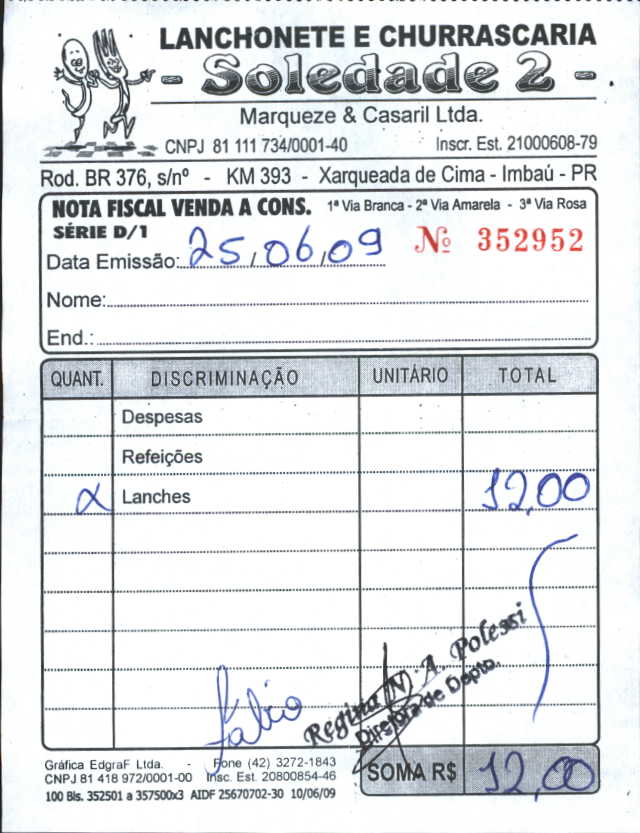 LANCHONETE E CHURRASCARIA
- Soledade 2 -
Marqueze & Casaril Ltda.
CNPJ 81 111 734/0001-40 Inscr. Est. 21000608-79
Rod. BR 376, s/nº - KM 393 - Xarqueada de Cima - Imbaú - PR
NOTA FISCAL VENDA A CONS. 1ª Via Branca - 2ª Via Amarela - 3ª Via Rosa
SÉRIE D/1
Data Emissão: 25/06/09 Nº 352952
Nome:
End.:
QUANT. DISCRIMINAÇÃO UNITÁRIO TOTAL
Despesas
Refeições
Lanches 12,00
Fábio
Regina N. A. Polessi
Diretora de Depto.
Gráfica EdgraF Ltda. - Fone (42) 3272-1843
CNPJ 81 418 972/0001-00 Insc. Est. 20800854-46
100 Bls. 352501 a 357500x3 AIDF 25670702-30 10/06/09
SOMA R$ 12,00